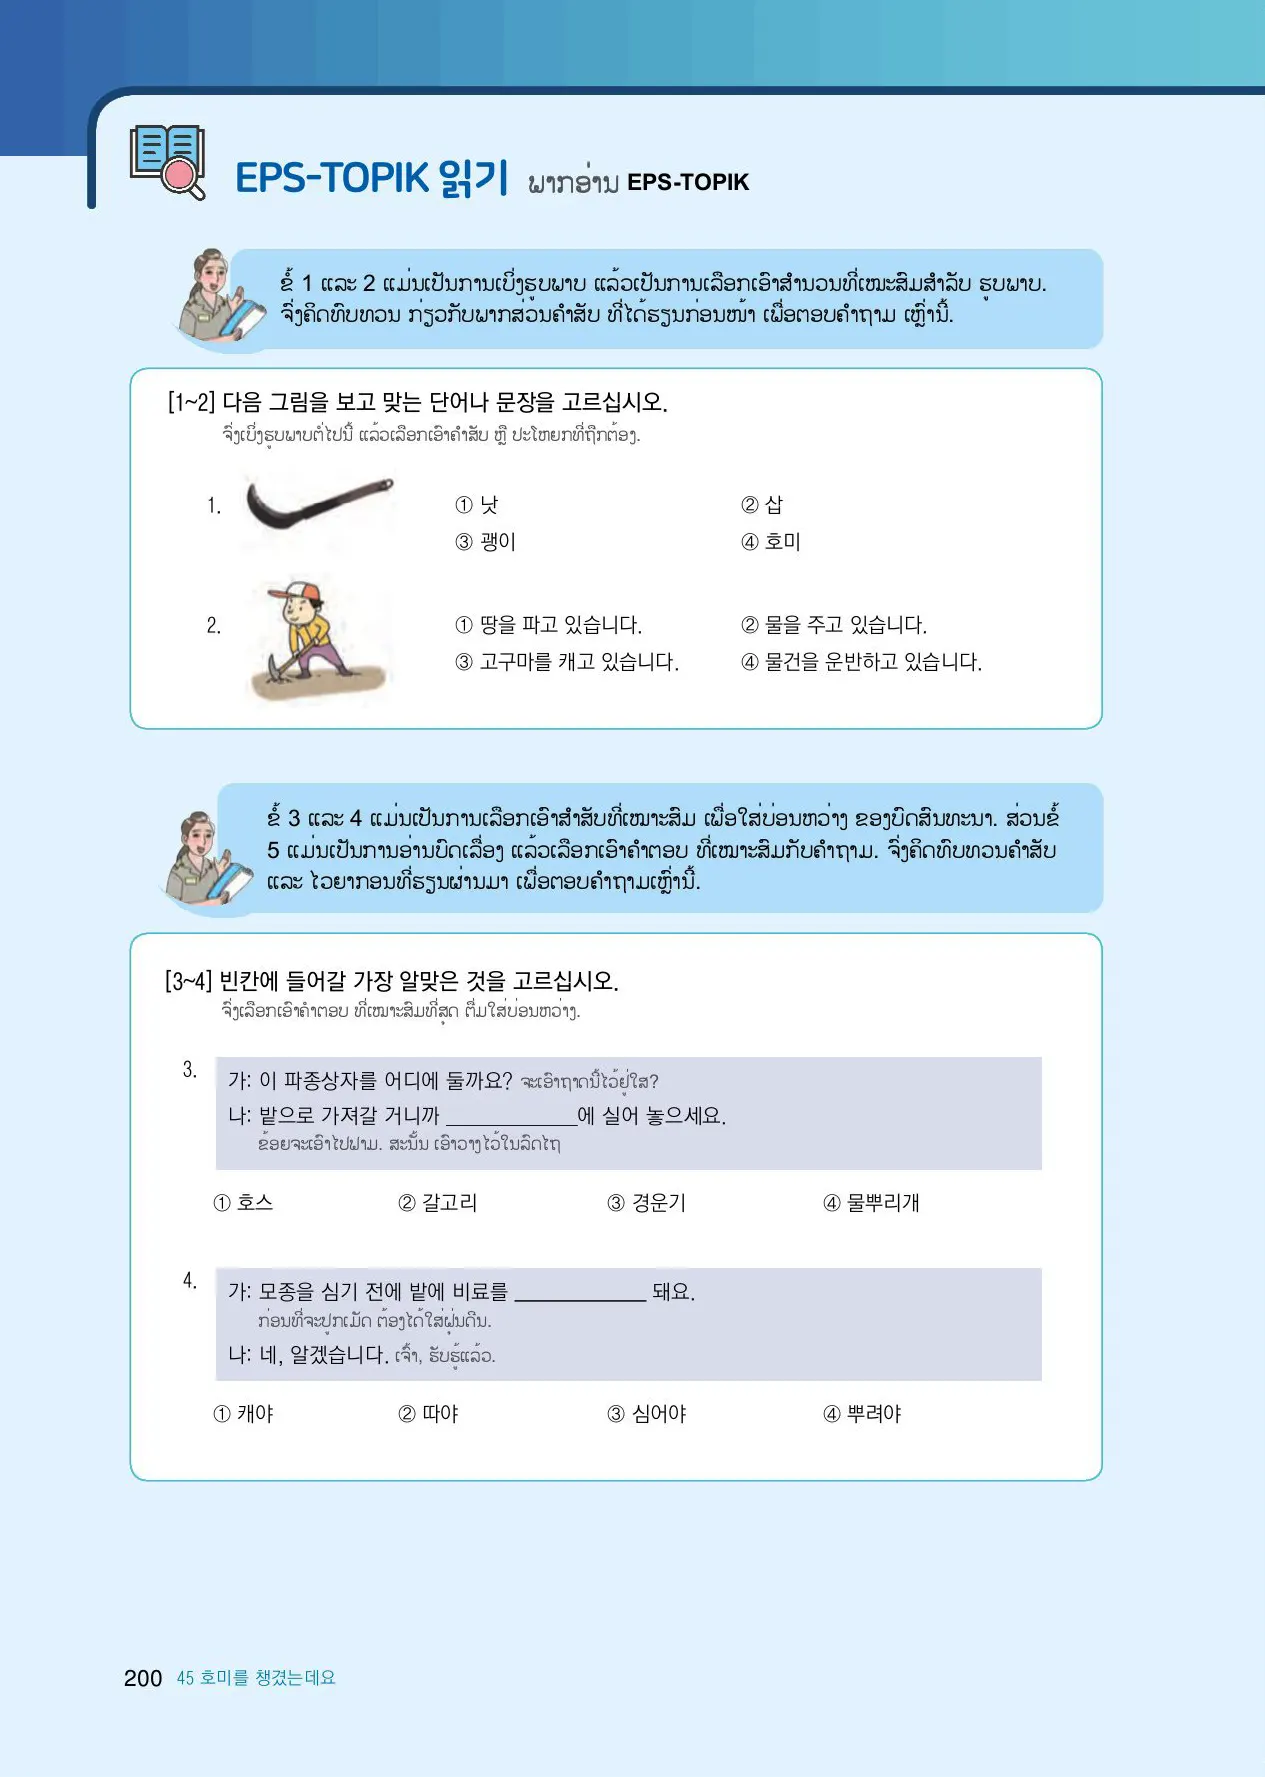 EPS-TOPIK 읽기 ພາກອ່ານ EPS-TOPIK
ຂໍ້ 1 ແລະ 2 ແມ່ນເປັນການເບິ່ງຮູບພາບ ແລ້ວເປັນການເລືອກເອົາສຳນວນທີ່ເໝະສົມສຳລັບ ຮູບພາບ.
ຈົ່ງຄິດທົບທວນ ກ່ຽວກັບພາກສ່ວນຄຳສັບ ທີ່ໄດ້ຮຽນກ່ອນໜ້າ ເພື່ອຕອບຄຳຖາມ ເຫຼົ່ານີ້.
[1~2] 다음 그림을 보고 맞는 단어나 문장을 고르십시오.
ຈົ່ງເບິ່ງຮູບພາບຕໍ່ໄປນີ້ ແລ້ວເລືອກເອົາຄຳສັບ ຫຼື ປະໂຫຍກທີ່ຖືກຕ້ອງ.
1. ① 낫 ② 삽
③ 괭이 ④ 호미
2. ① 땅을 파고 있습니다. ② 물을 주고 있습니다.
③ 고구마를 캐고 있습니다. ④ 물건을 운반하고 있습니다.
ຂໍ້ 3 ແລະ 4 ແມ່ນເປັນການເລືອກເອົາສຳສັບທີ່ເໝາະສົມ ເພື່ອໃສ່ບ່ອນຫວ່າງ ຂອງບົດສົນທະນາ. ສ່ວນຂໍ້
5 ແມ່ນເປັນການອ່ານບົດເລື່ອງ ແລ້ວເລືອກເອົາຄຳຕອບ ທີ່ເໝາະສົມກັບຄຳຖາມ. ຈົ່ງຄິດທົບທວນຄຳສັບ
ແລະ ໄວຍາກອນທີ່ຮຽນຜ່ານມາ ເພື່ອຕອບຄຳຖາມເຫຼົ່ານີ້.
[3~4] 빈칸에 들어갈 가장 알맞은 것을 고르십시오.
ຈົ່ງເລືອກເອົາຄຳຕອບ ທີ່ເໝາະສົມທີ່ສຸດ ຕື່ມໃສ່ບ່ອນຫວ່າງ.
3. 가: 이 파종상자를 어디에 둘까요? ຈະເອົາຖາດນີ້ໄວ້ຢູ່ໃສ?
나: 밭으로 가져갈 거니까 ____________에 실어 놓으세요.
ຂ້ອຍຈະເອົາໄປຟາມ. ສະນັ້ນ ເອົາວາງໄວ້ໃນລົດໄຖ
① 호스 ② 갈고리 ③ 경운기 ④ 물뿌리개
4. 가: 모종을 심기 전에 밭에 비료를 ____________ 돼요.
ກ່ອນທີ່ຈະປູກເມັດ ຕ້ອງໄດ້ໃສ່ຝຸ່ນດີນ.
나: 네, 알겠습니다. ເຈົ້າ, ຮັບຮູ້ແລ້ວ.
① 캐야 ② 따야 ③ 심어야 ④ 뿌려야
200 45 호미를 챙겼는데요